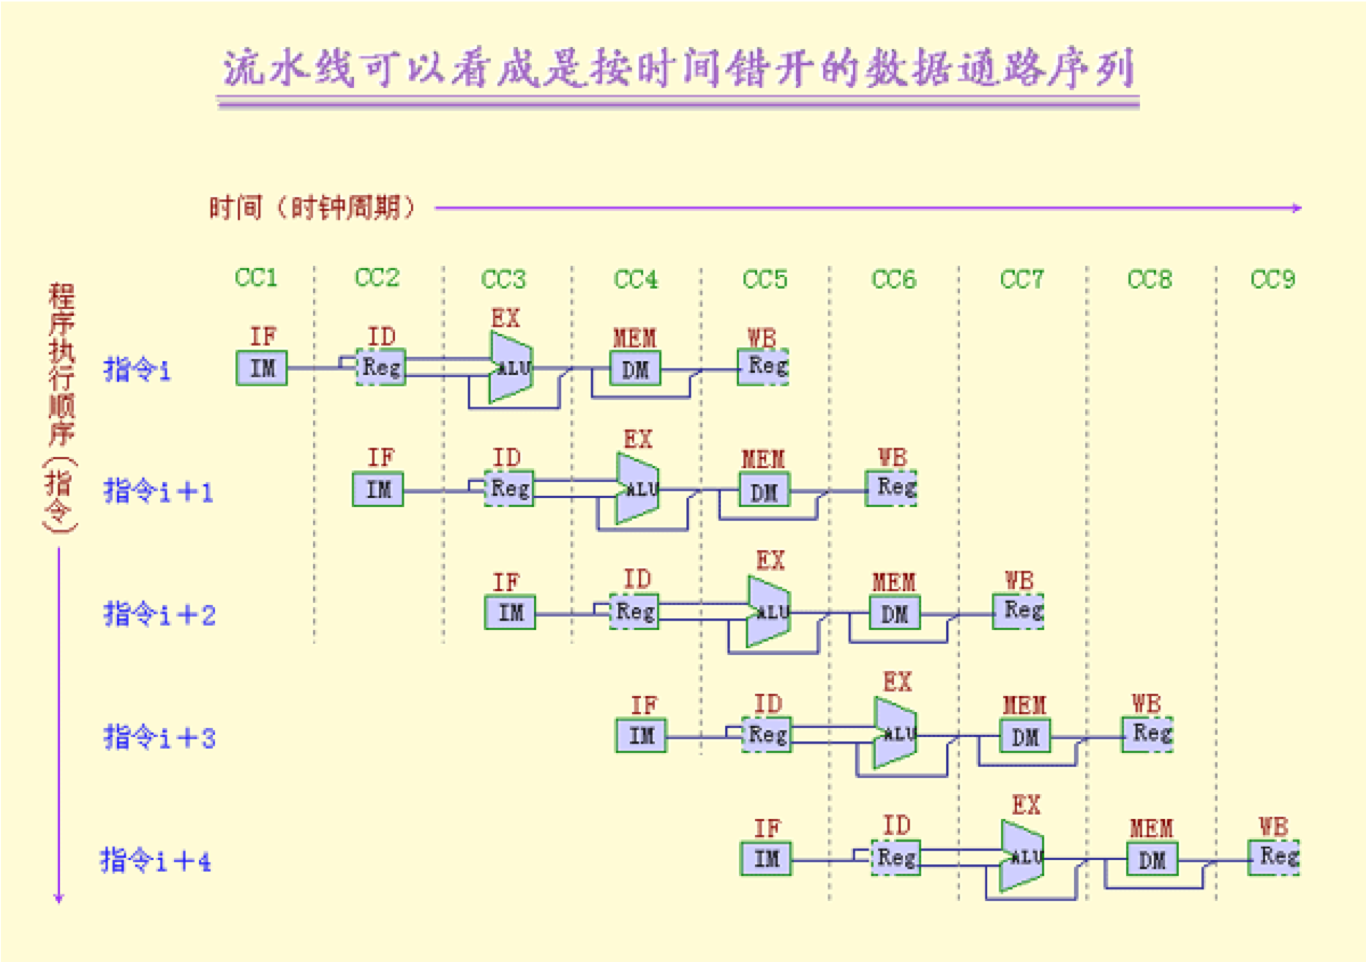 流水线可以看成是按时间错开的数据通路序列
时间（时钟周期）
程序执行顺序（指令）
CC1 CC2 CC3 CC4 CC5 CC6 CC7 CC8 CC9
IF ID EX MEM WB
指令i IM Reg ALU DM Reg
IF ID EX MEM WB
指令i+1 IM Reg ALU DM Reg
IF ID EX MEM WB
指令i+2 IM Reg ALU DM Reg
IF ID EX MEM WB
指令i+3 IM Reg ALU DM Reg
IF ID EX MEM WB
指令i+4 IM Reg ALU DM Reg